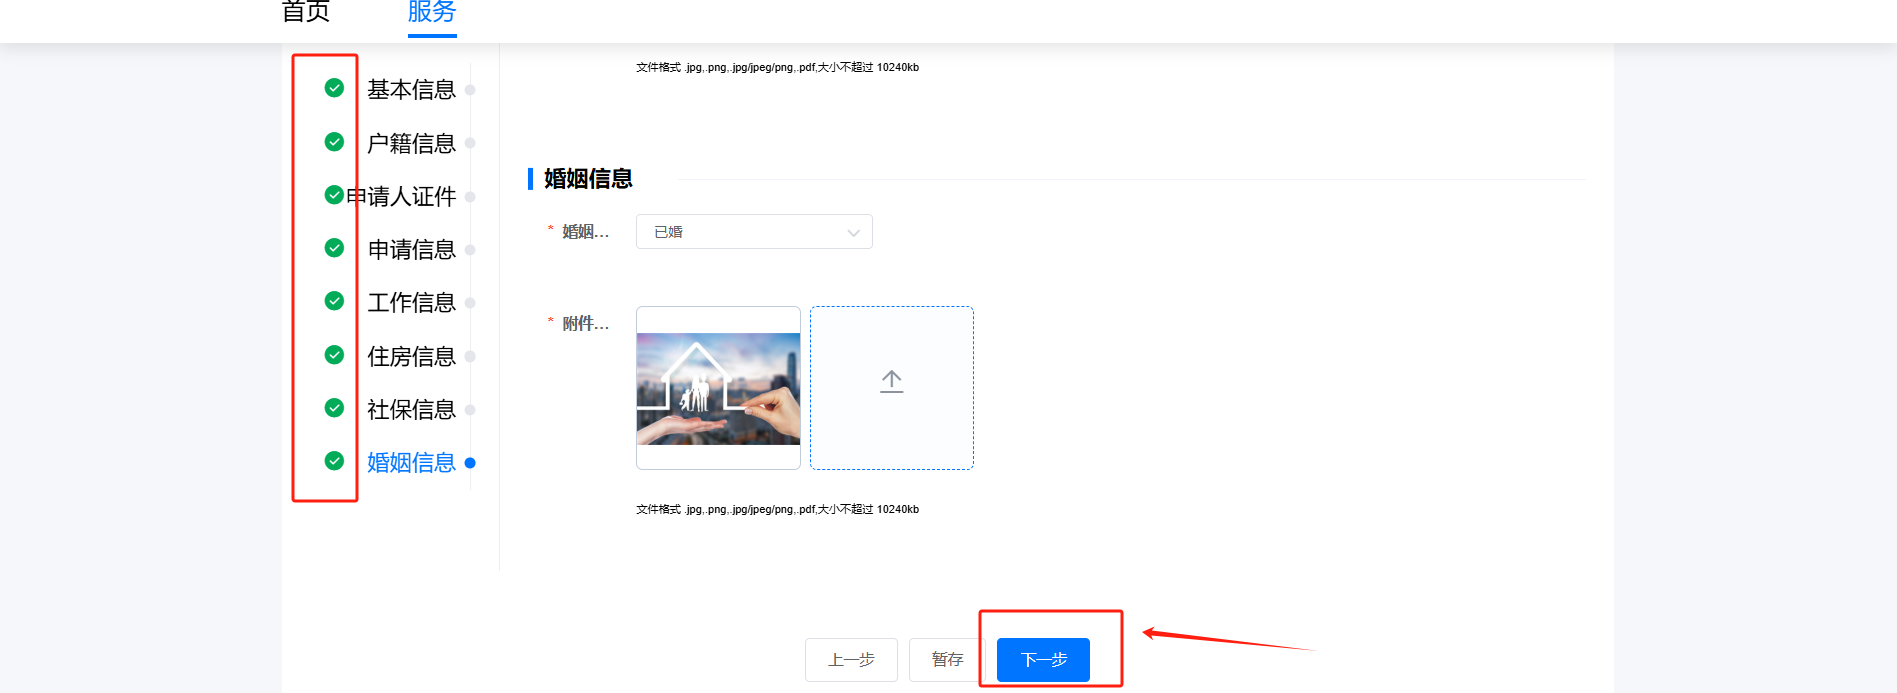 首页 服务
文件格式 .jpg,.png,.jpg/jpeg/png,.pdf,大小不超过 10240kb
基本信息
户籍信息
申请人证件
申请信息
工作信息
住房信息
社保信息
婚姻信息
婚姻信息
* 婚姻... 已婚
* 附件...
文件格式 .jpg,.png,.jpg/jpeg/png,.pdf,大小不超过 10240kb
上一步 暂存 下一步